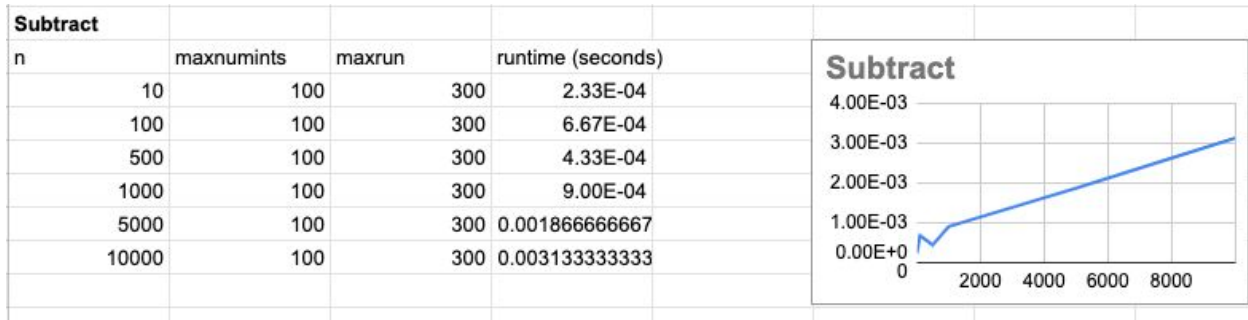 Subtract
n maxnumints maxrun runtime (seconds)
10 100 300 2.33E-04
100 100 300 6.67E-04
500 100 300 4.33E-04
1000 100 300 9.00E-04
5000 100 300 0.001866666667
10000 100 300 0.003133333333
Subtract
4.00E-03
3.00E-03
2.00E-03
1.00E-03
0.00E+0
0
2000 4000 6000 8000